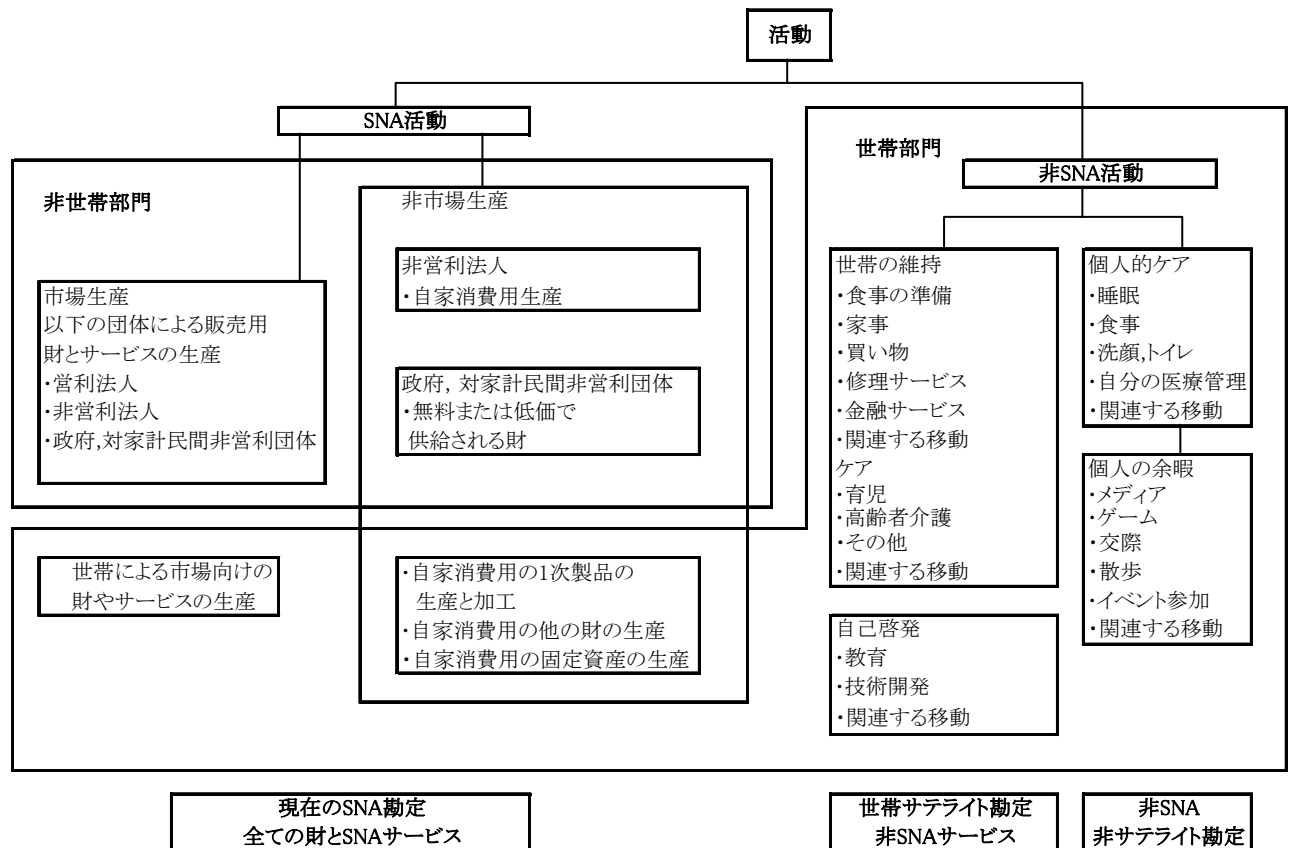 活動
SNA活動
世帯部門
非SNA活動
非世帯部門
市場生産
以下の団体による販売用
財とサービスの生産
・営利法人
・非営利法人
・政府,対家計民間非営利団体
非市場生産
非営利法人
・自家消費用生産
政府, 対家計民間非営利団体
・無料または低価で
供給される財
世帯による市場向けの
財やサービスの生産
・自家消費用の1次製品の
生産と加工
・自家消費用の他の財の生産
・自家消費用の固定資産の生産
世帯の維持
・食事の準備
・家事
・買い物
・修理サービス
・金融サービス
・関連する移動
ケア
・育児
・高齢者介護
・その他
・関連する移動
自己啓発
・教育
・技術開発
・関連する移動
個人的ケア
・睡眠
・食事
・洗顔,トイレ
・自分の医療管理
・関連する移動
個人の余暇
・メディア
・ゲーム
・交際
・散歩
・イベント参加
・関連する移動
現在のSNA勘定
全ての財とSNAサービス
世帯サテライト勘定
非SNAサービス
非SNA
非サテライト勘定